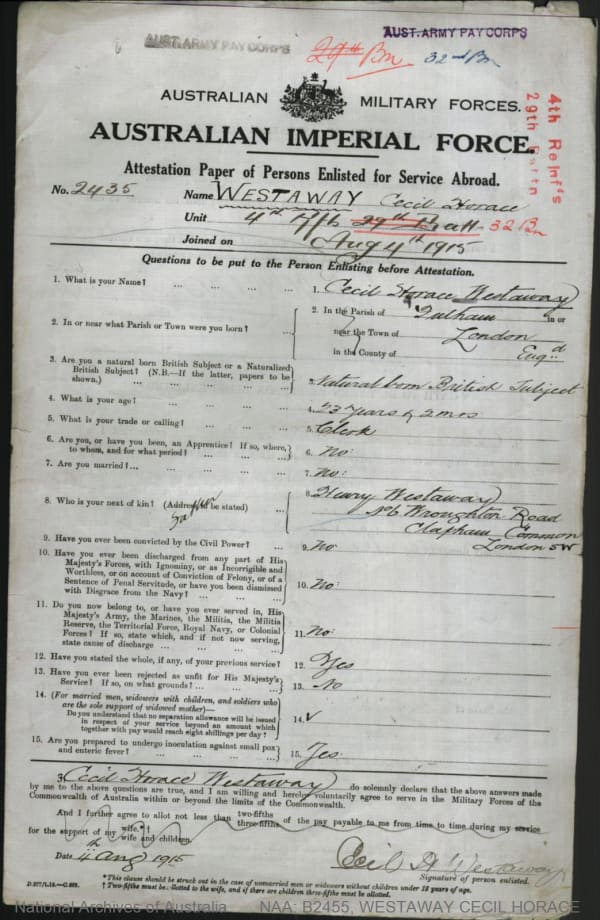 AUST. ARMY PAY CORPS
AUST. ARMY PAY CORPS
29th Bn 32nd Bn
AUSTRALIAN MILITARY FORCES.
AUSTRALIAN IMPERIAL FORCE.
4th Reinf's
29th Battn
Attestation Paper of Persons Enlisted for Service Abroad.
No. 2435 Name WESTAWAY Cecil Horace
Unit 4th Rfts 29th Batt 32 Bn
Joined on Aug 4th 1915
Questions to be put to the Person Enlisting before Attestation.
1. What is your Name? ... ... ... 1. Cecil Horace Westaway
2. In or near what Parish or Town were you born? ... 2. In the Parish of Fulham in or
near the Town of London
in the County of Eng.d
3. Are you a natural born British Subject or a Naturalized
British Subject? (N.B.—If the latter, papers to be
shown.) ... ... ... ... 3. Natural born British Subject
4. What is your age? ... ... ... 4. 23 years & 2 mos
5. What is your trade or calling? ... ... ... 5. Clerk
6. Are you, or have you been, an Apprentice? If so, where,
to whom, and for what period? ... ... 6. No.
7. Are you married?... ... ... ... 7. No.
8. Who is your next of kin? (Address to be stated) ... 8. Henry Westaway
Father
Wroughton Road
Clapham Common
London SW
9. Have you ever been convicted by the Civil Power? ... 9. No
10. Have you ever been discharged from any part of His
Majesty's Forces, with Ignominy, or as Incorrigible and
Worthless, or on account of Conviction of Felony, or of a
Sentence of Penal Servitude, or have you been dismissed
with Disgrace from the Navy? ... ... ... 10. No.
11. Do you now belong to, or have you ever served in, His
Majesty's Army, the Marines, the Militia, the Militia
Reserve, the Territorial Force, Royal Navy, or Colonial
Forces? If so, state which, and if not now serving,
state cause of discharge ... ... ... 11. No.
12. Have you stated the whole, if any, of your previous service? 12. Yes
13. Have you ever been rejected as unfit for His Majesty's
Service? If so, on what grounds? ... ... 13. No
14. (For married men, widowers with children, and soldiers who
are the sole support of widowed mother)—
Do you understand that no separation allowance will be issued
in respect of your service beyond an amount which
together with pay would reach eight shillings per day? 14. ✓
15. Are you prepared to undergo inoculation against small pox
and enteric fever? ... ... ... ... 15. Yes
I, Cecil Horace Westaway do solemnly declare that the above answers made
by me to the above questions are true, and I am willing and hereby voluntarily agree to serve in the Military Forces of the
Commonwealth of Australia within or beyond the limits of the Commonwealth.
And I further agree to allot not less than two-fifths three-fifths of the pay payable to me from time to time during my service
for the support of my wife.*† wife and children
Date 4th Aug 1915
Cecil H Westaway
Signature of person enlisted.
*This clause should be struck out in the case of unmarried men or widowers without children under 18 years of age.
†Two-fifths must be allotted to the wife, and if there are children three-fifths must be allotted.
National Archives of Australia NAA: B2455, WESTAWAY CECIL HORACE